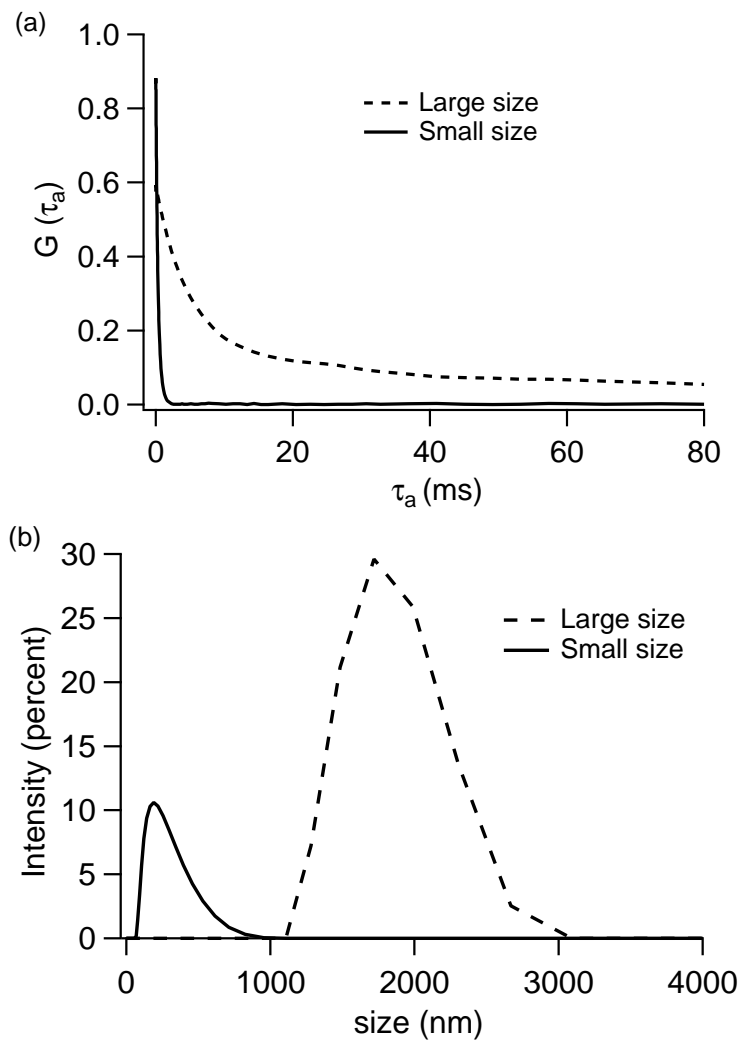 (a)
1.0
0.8
0.6
0.4
0.2
0.0
G (τa)
Large size
Small size
0 20 40 60 80
τa (ms)
(b)
30
25
20
15
10
5
0
Intensity (percent)
Large size
Small size
0 1000 2000 3000 4000
size (nm)